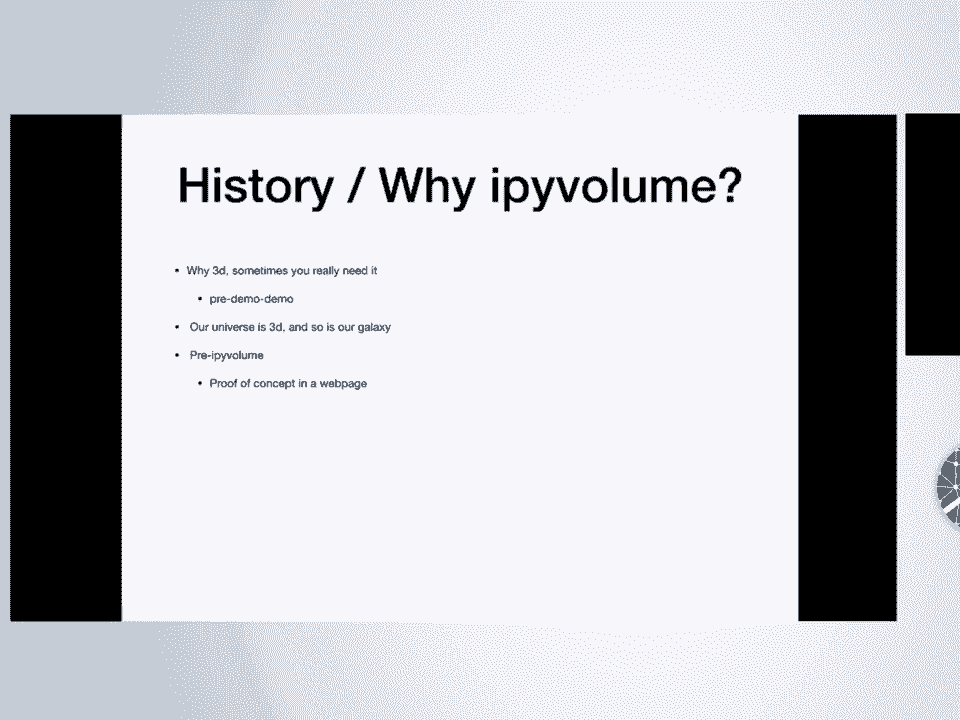 History / Why ipyvolume?
• Why 3d, sometimes you really need it
• pre-demo-demo
• Our universe is 3d, and so is our galaxy
• Pre-ipyvolume
• Proof of concept in a webpage